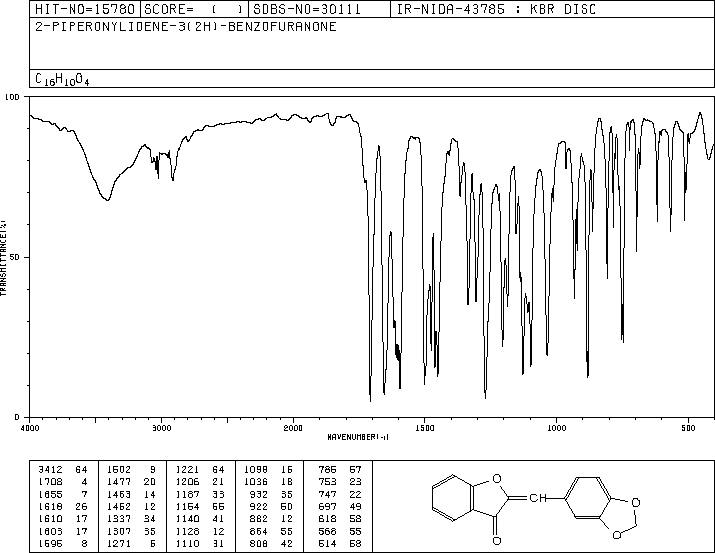 HIT-NO=15780 SCORE= ( ) SDBS-NO=30111 IR-NIDA-43785 : KBR DISC
2-PIPERONYLIDENE-3(2H)-BENZOFURANONE
C16H10O4
100
50
0
TRANSMITTANCE(%)
4000 3000 2000 1500 1000 500
WAVENUMBER(-1)
3412 64 1502 9 1221 64 1098 15 786 57
1708 4 1477 20 1206 21 1036 18 753 23
1655 7 1463 14 1187 33 932 35 747 22
1618 26 1452 12 1154 55 922 50 697 49
1610 17 1337 34 1140 41 882 12 618 58
1603 17 1307 35 1128 12 864 55 568 55
1595 8 1271 5 1110 31 808 42 514 58
O
CH
O
O
O